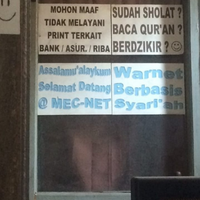 MOHON MAAF
TIDAK MELAYANI
PRINT TERKAIT
BANK / ASUR. / RIBA
SUDAH SHOLAT ?
BACA QUR'AN ?
BERDZIKIR ?
Assalamu'alaykum
Selamat Datang
@ MEC-NET
Warnet
Berbasis
Syari'ah